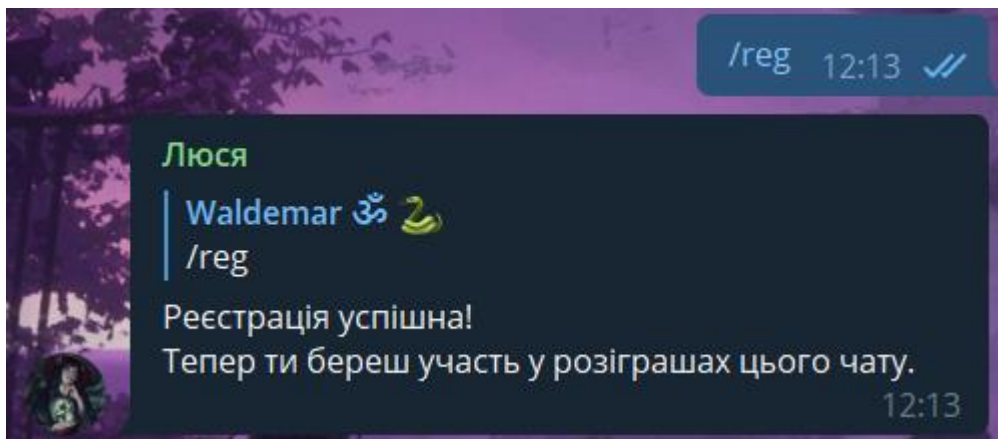 /reg 12:13
Люся
Waldemar ॐ 🐍
/reg
Реєстрація успішна!
Тепер ти береш участь у розіграшах цього чату.
12:13